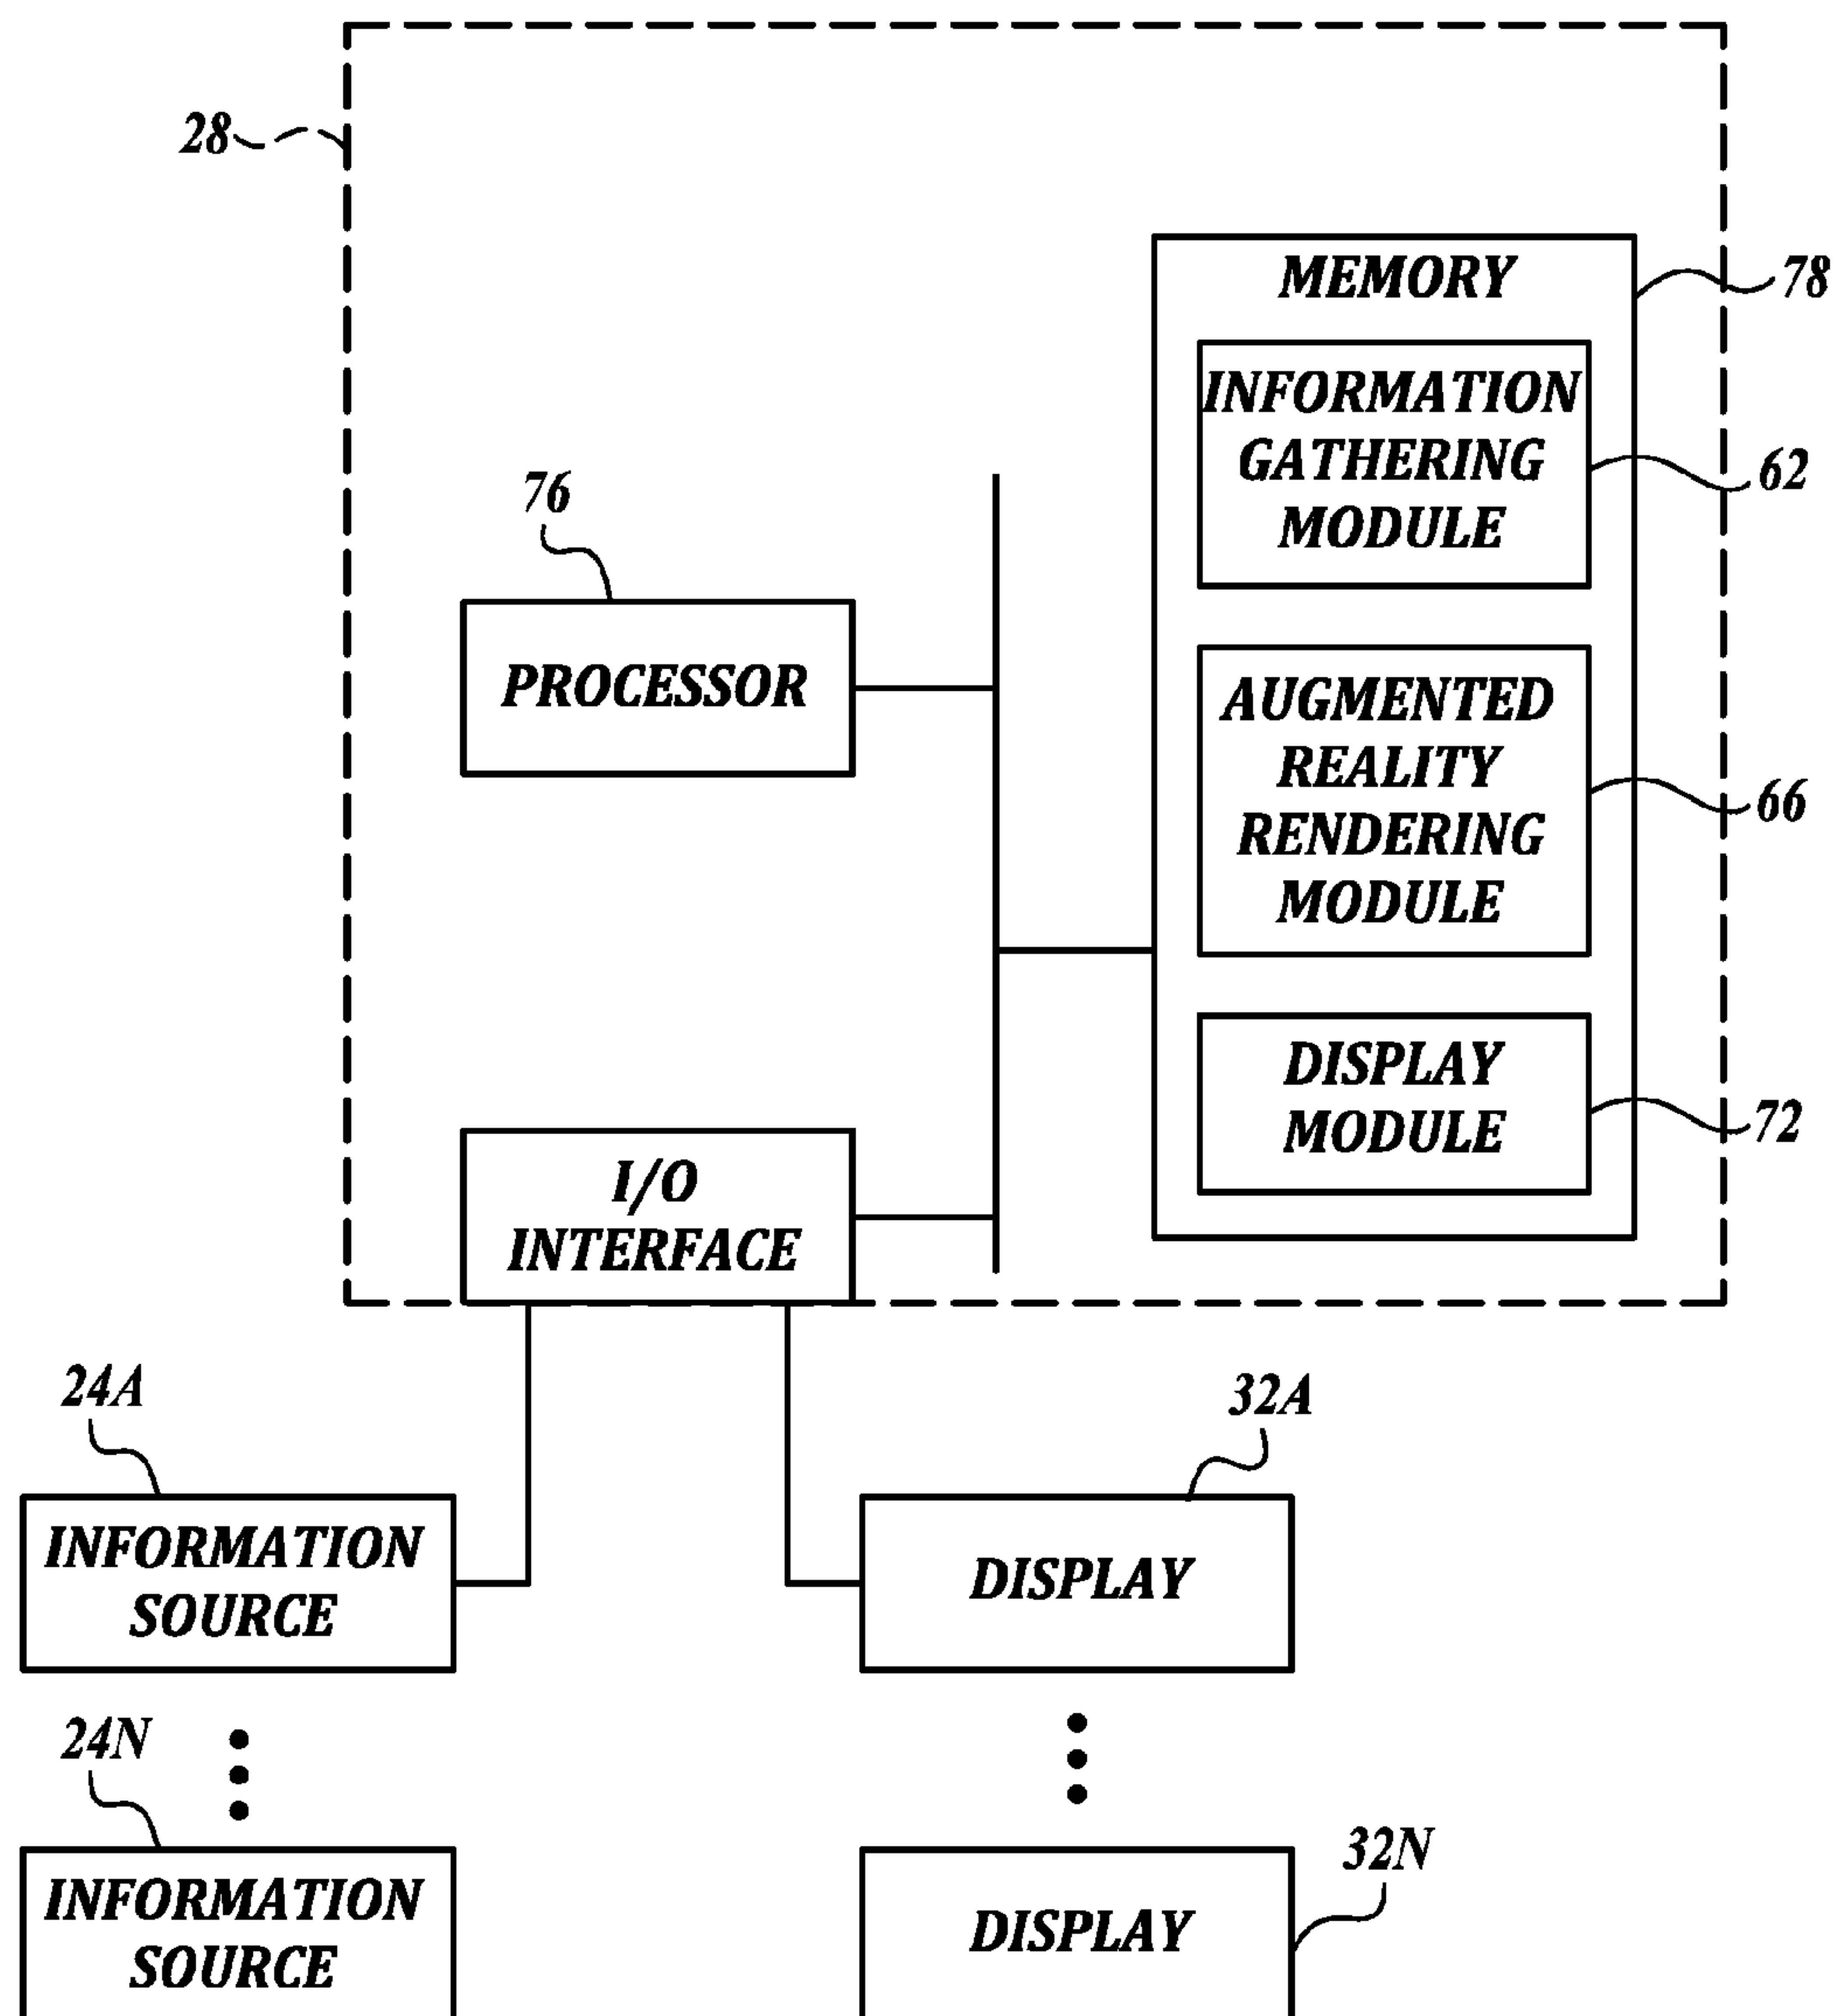 28
MEMORY
78
INFORMATION
GATHERING
MODULE
62
76
PROCESSOR
AUGMENTED
REALITY
RENDERING
MODULE
66
DISPLAY
MODULE
72
I/O
INTERFACE
24A
INFORMATION
SOURCE
32A
DISPLAY
24N
INFORMATION
SOURCE
32N
DISPLAY